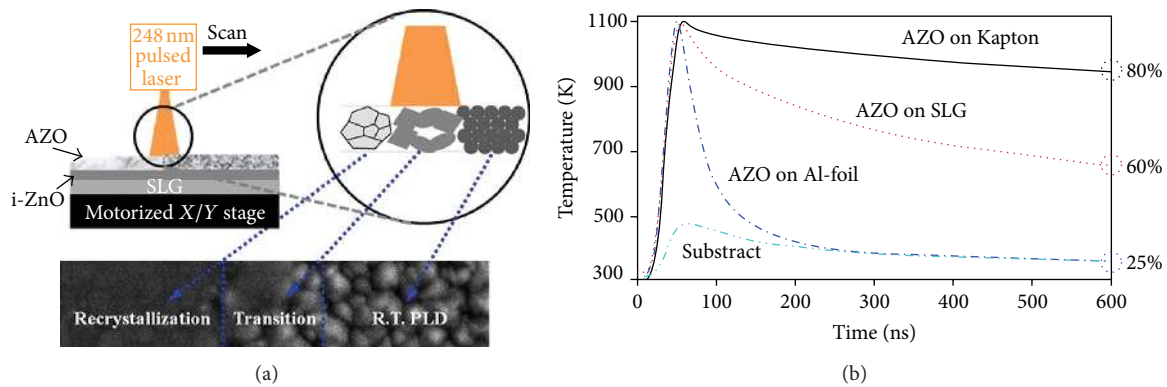 248 nm
pulsed
laser
Scan
AZO
i-ZnO
SLG
Motorized X/Y stage
Recrystallization
Transition
R.T. PLD
(a)
1100
900
700
500
300
Temperature (K)
AZO on Kapton
80%
AZO on SLG
60%
AZO on Al-foil
Substract
25%
0
100
200
300
400
500
600
Time (ns)
(b)